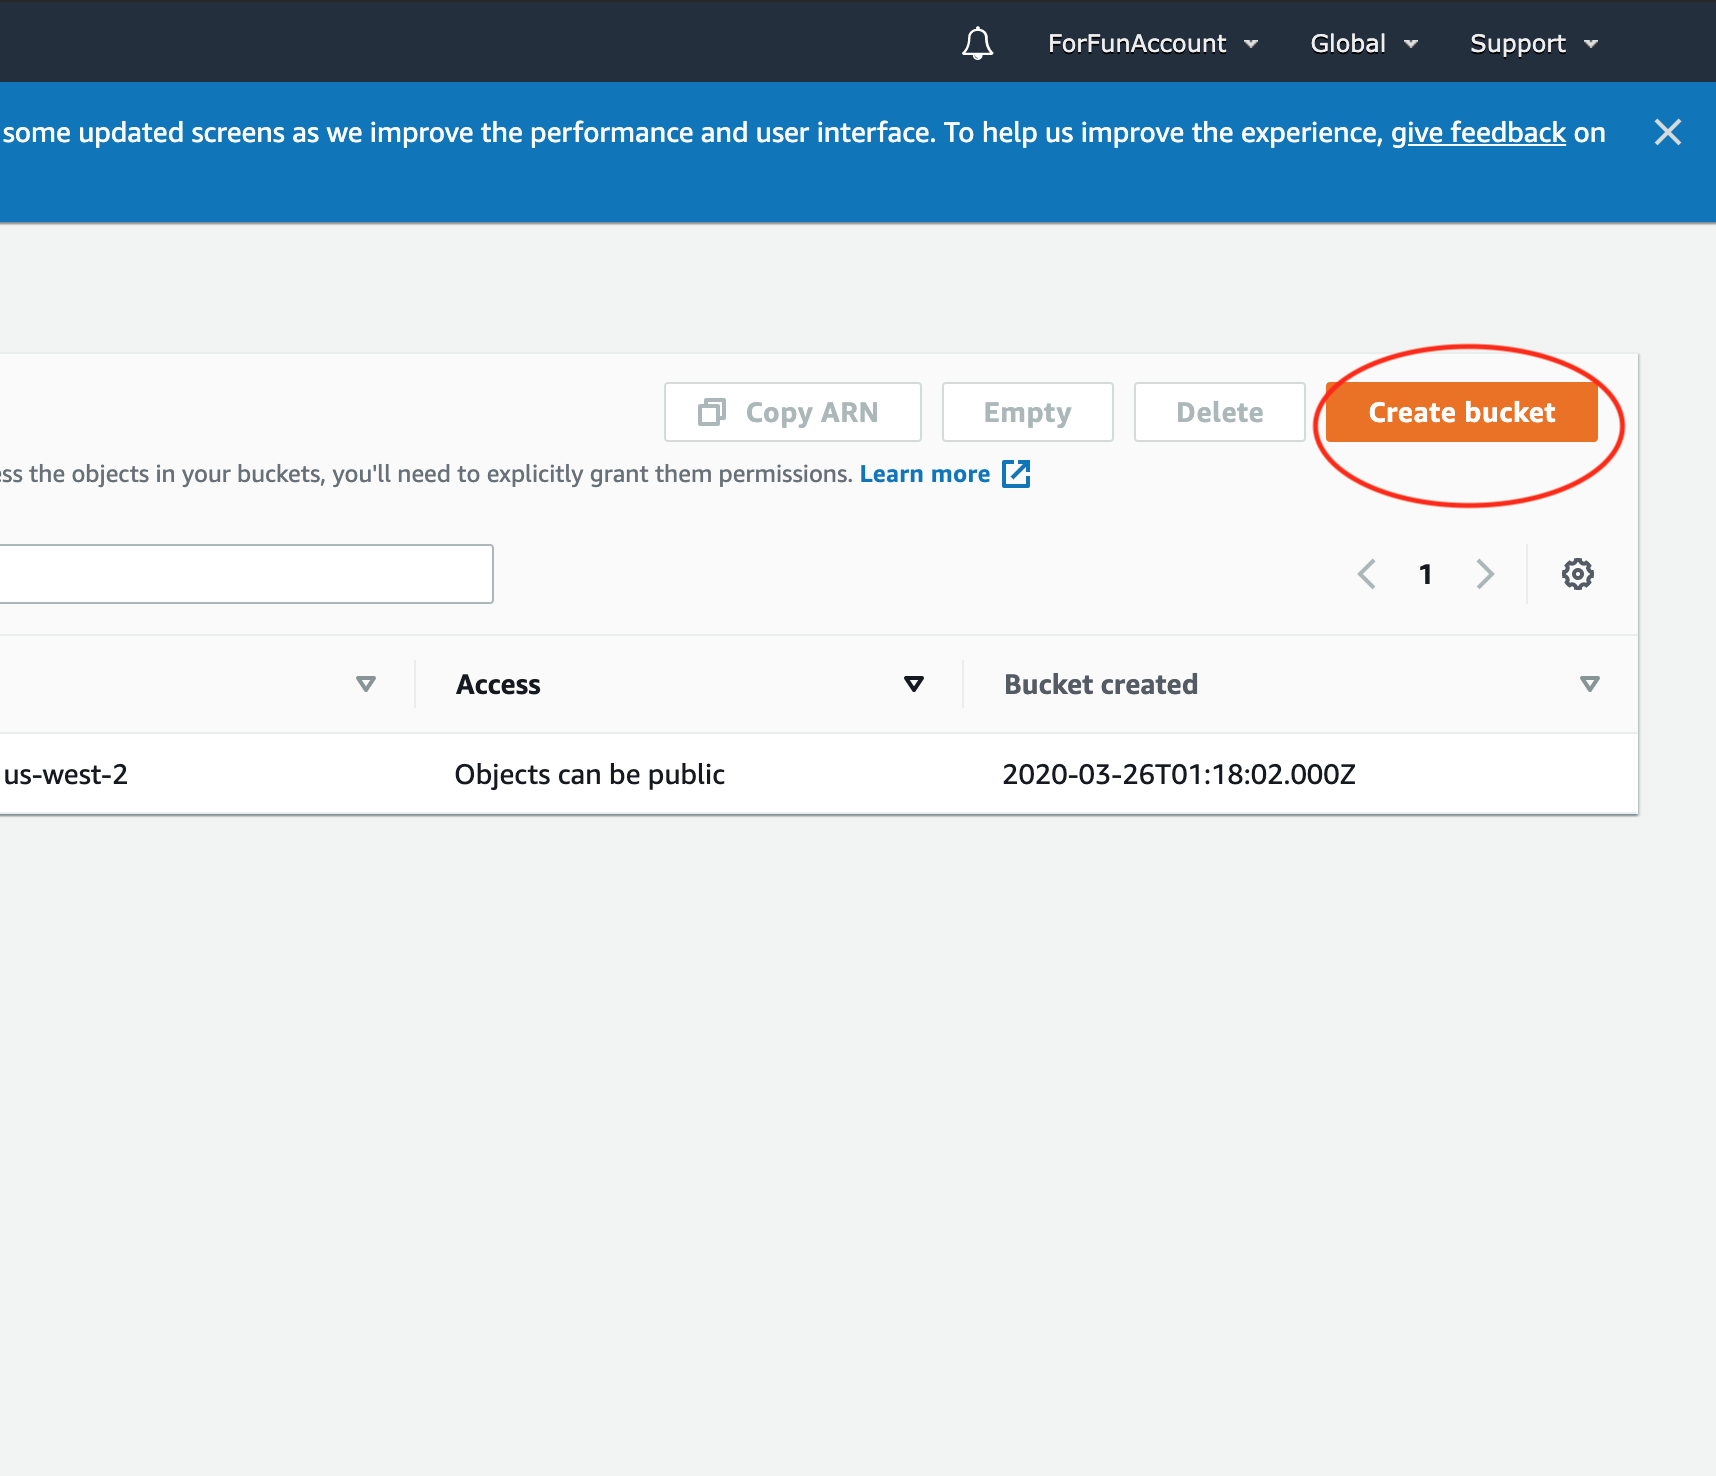 ForFunAccount Global Support
some updated screens as we improve the performance and user interface. To help us improve the experience, give feedback on
Copy ARN Empty Delete Create bucket
the objects in your buckets, you'll need to explicitly grant them permissions. Learn more
1
Access Bucket created
us-west-2 Objects can be public 2020-03-26T01:18:02.000Z